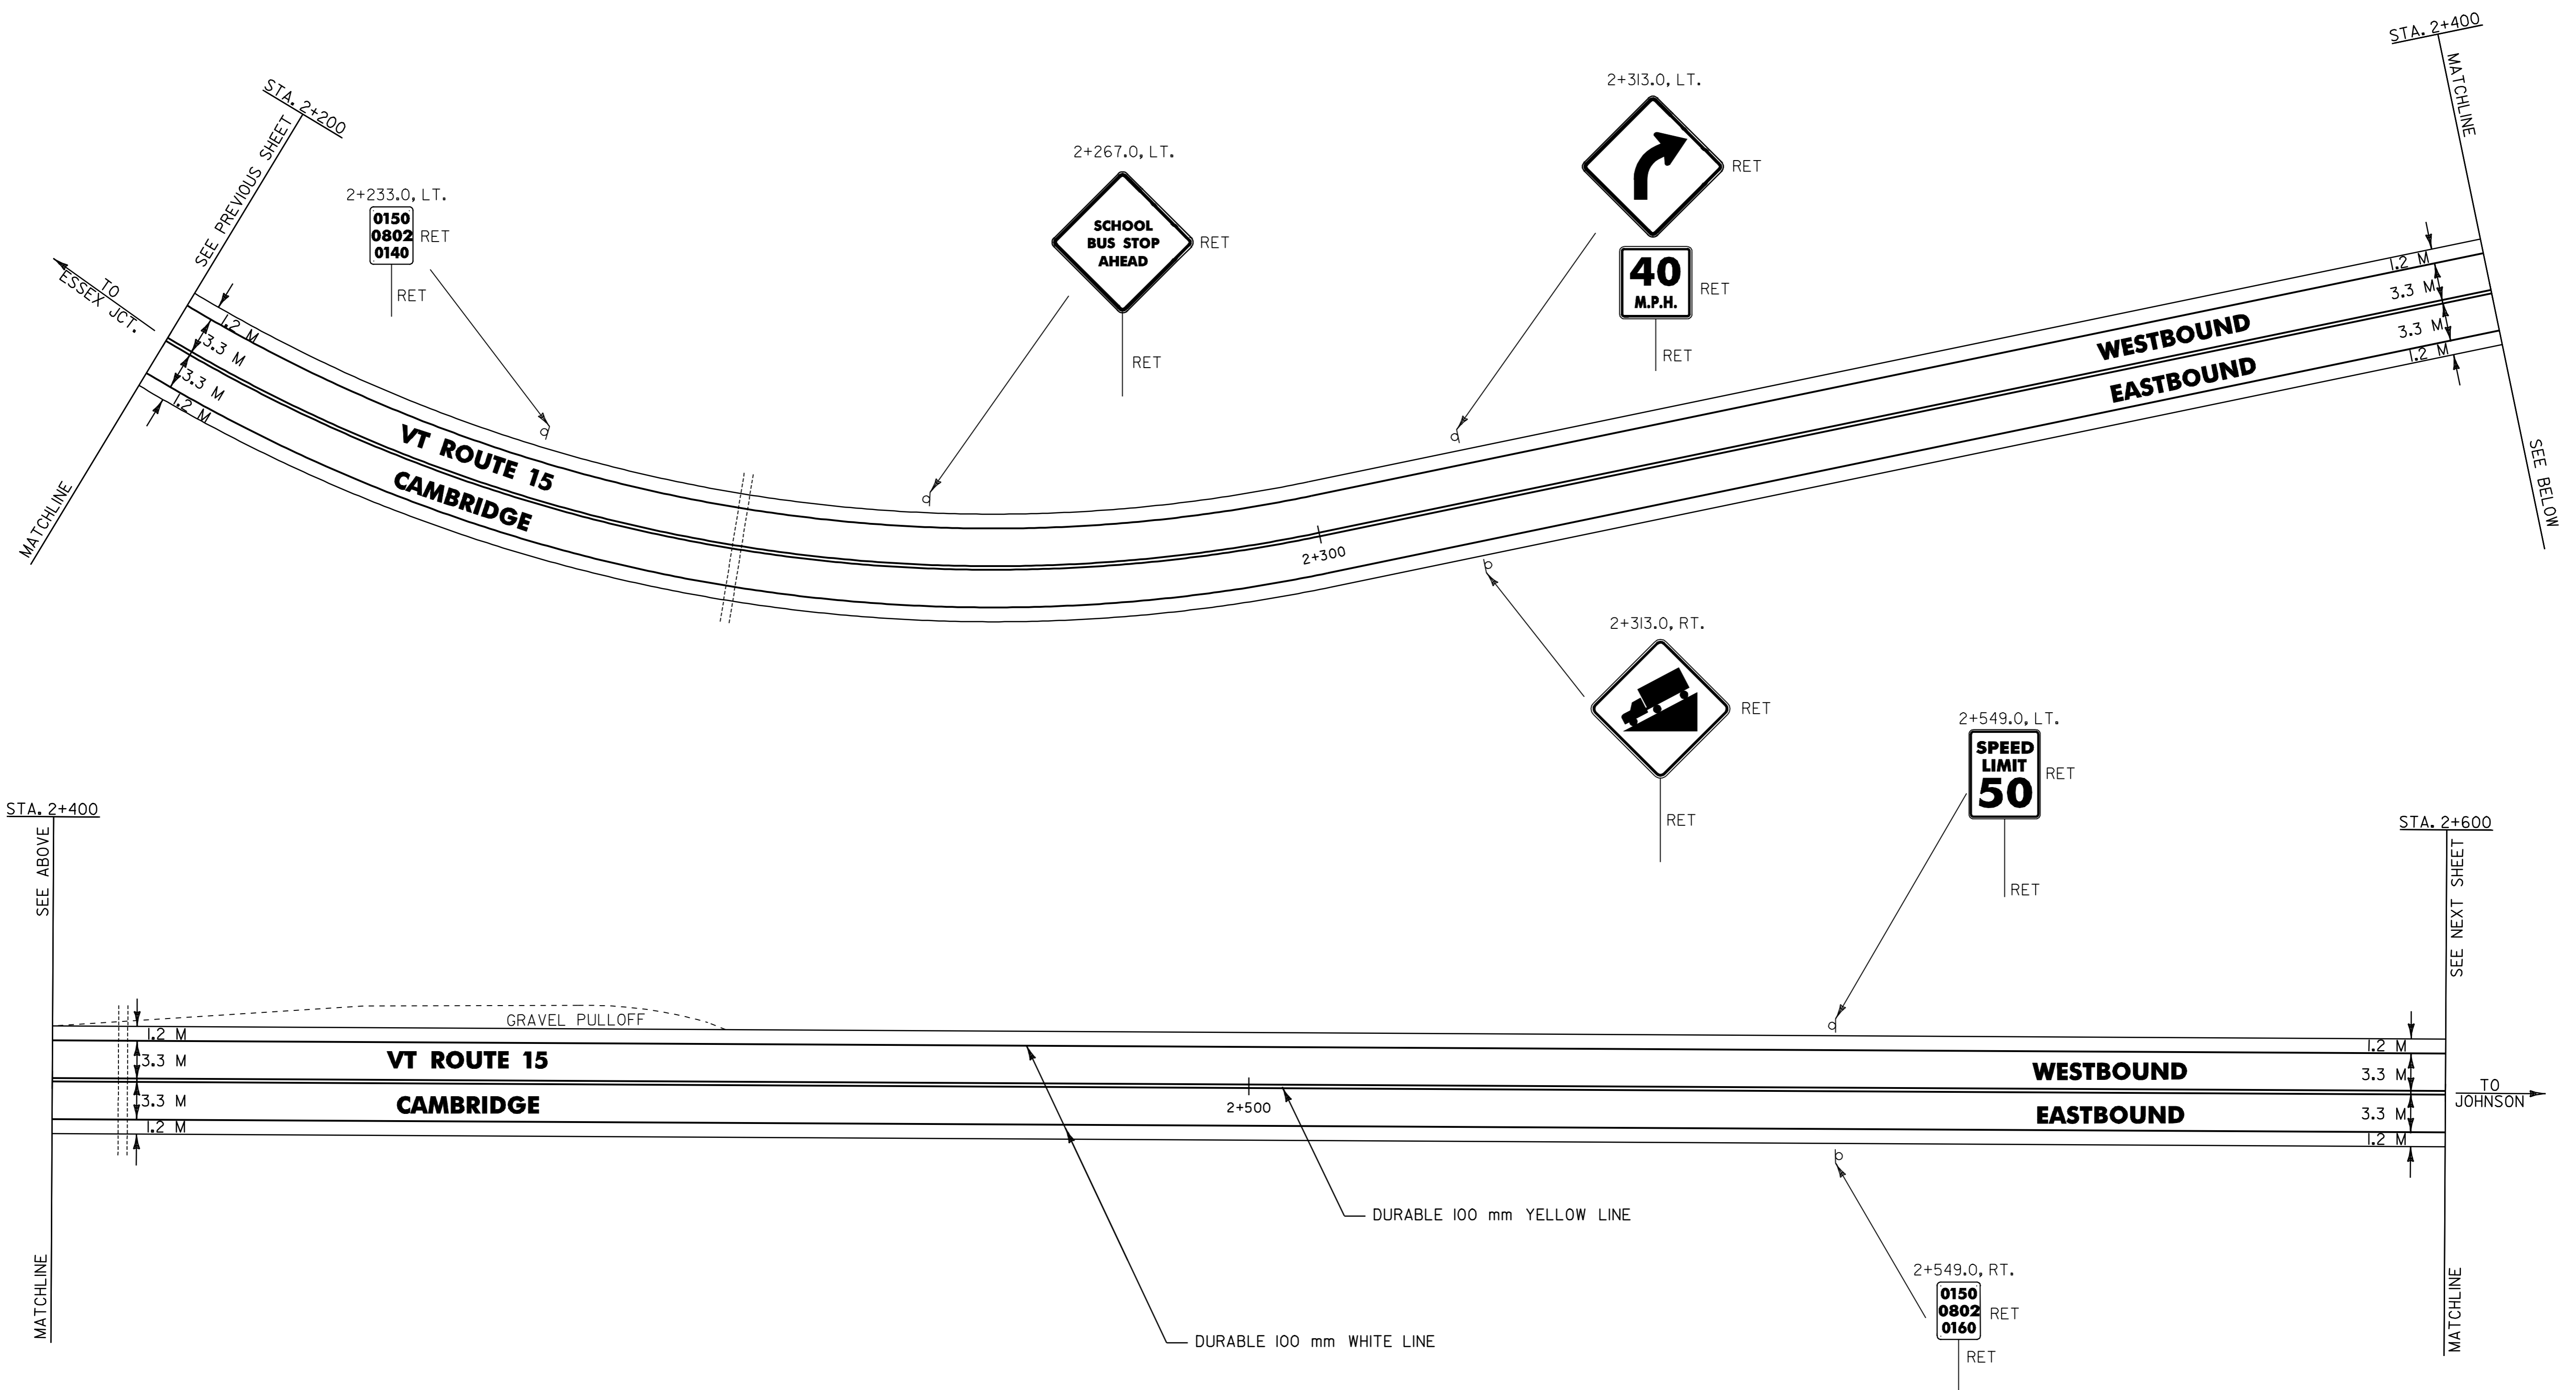 STA. 2+200
SEE PREVIOUS SHEET
MATCHLINE
TO
ESSEX JCT.
2+233.0, LT.
0150
0802
0140
RET
RET
2+267.0, LT.
SCHOOL
BUS STOP
AHEAD
RET
RET
2+313.0, LT.
RET
40
M.P.H.
RET
RET
STA. 2+400
MATCHLINE
SEE BELOW
1.2 M
3.3 M
3.3 M
1.2 M
VT ROUTE 15
CAMBRIDGE
2+300
WESTBOUND
EASTBOUND
1.2 M
3.3 M
3.3 M
1.2 M
2+313.0, RT.
RET
RET
2+549.0, LT.
SPEED
LIMIT
50
RET
RET
STA. 2+400
SEE ABOVE
MATCHLINE
GRAVEL PULLOFF
1.2 M
3.3 M
3.3 M
1.2 M
VT ROUTE 15
CAMBRIDGE
2+500
WESTBOUND
EASTBOUND
1.2 M
3.3 M
3.3 M
1.2 M
STA. 2+600
SEE NEXT SHEET
MATCHLINE
TO
JOHNSON
DURABLE 100 mm YELLOW LINE
DURABLE 100 mm WHITE LINE
2+549.0, RT.
0150
0802
0160
RET
RET